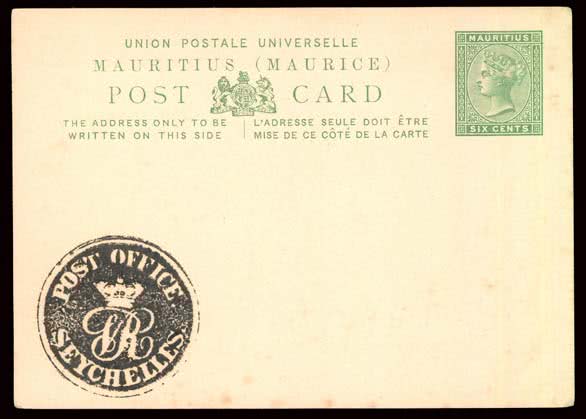 UNION POSTALE UNIVERSELLE
MAURITIUS (MAURICE)
POST CARD
THE ADDRESS ONLY TO BE
WRITTEN ON THIS SIDE
L'ADRESSE SEULE DOIT ÊTRE
MISE DE CE CÔTÉ DE LA CARTE
MAURITIUS
SIX CENTS
POST OFFICE
VR
SEYCHELLES